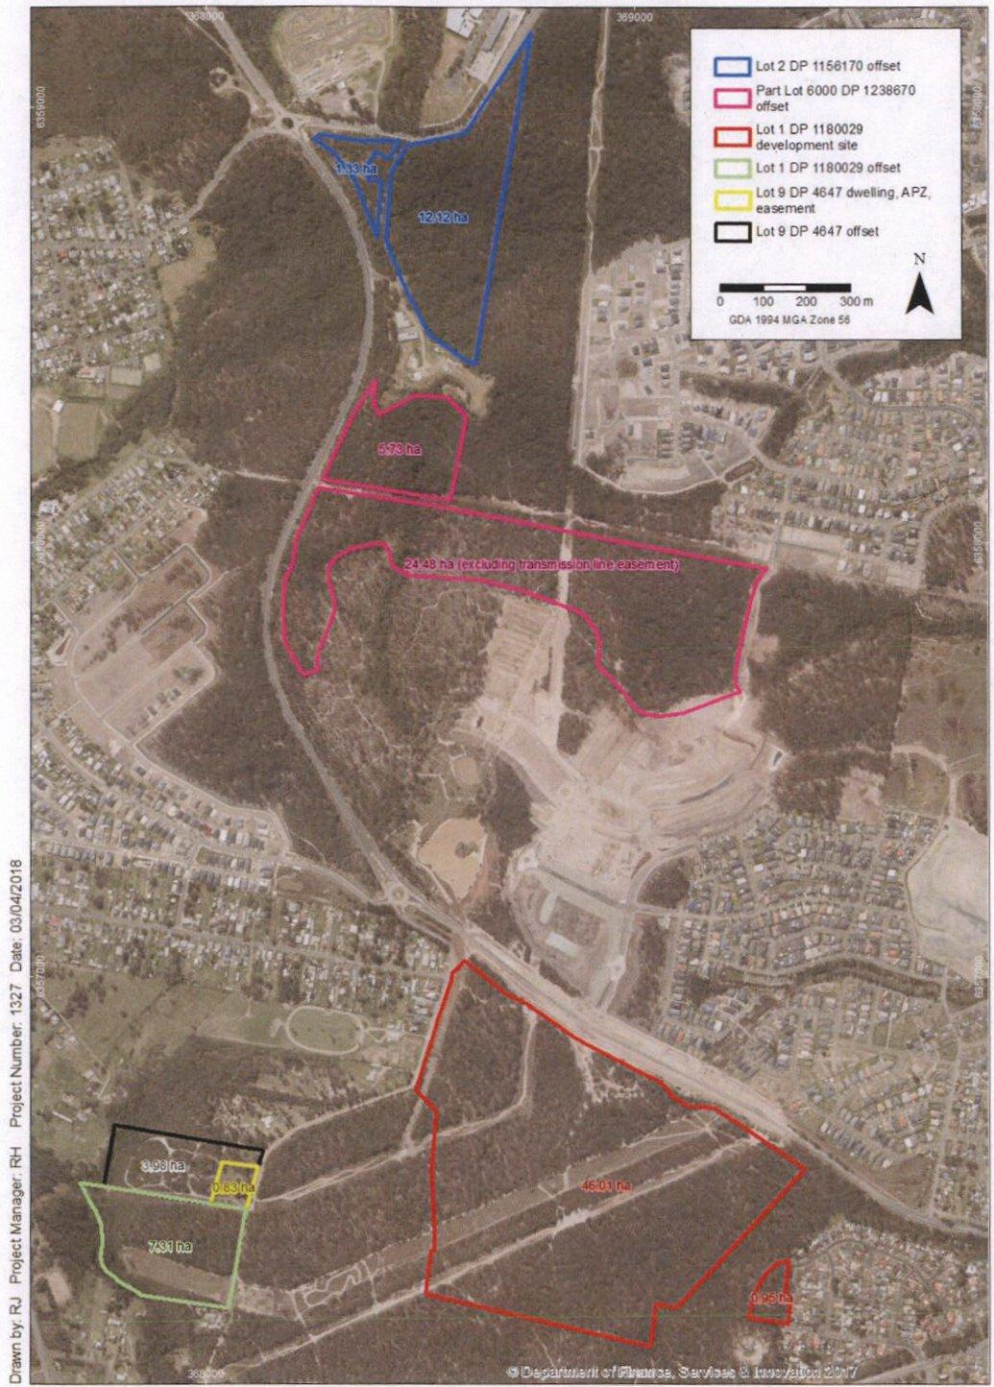 368000
369000
6359000
Lot 2 DP 1156170 offset
Part Lot 6000 DP 1238670
offset
Lot 1 DP 1180029
development site
Lot 1 DP 1180029 offset
Lot 9 DP 4647 dwelling, APZ,
easement
Lot 9 DP 4647 offset
N
0 100 200 300 m
GDA 1994 MGA Zone 56
1.33 ha
12.12 ha
5.73 ha
24.48 ha (excluding transmission line easement)
3.98 ha
0.83 ha
7.31 ha
46.01 ha
0.95 ha
368000
© Department of Finance, Services & Innovation 2017
Drawn by: RJ Project Manager: RH Project Number: 1327 Date: 03/04/2018